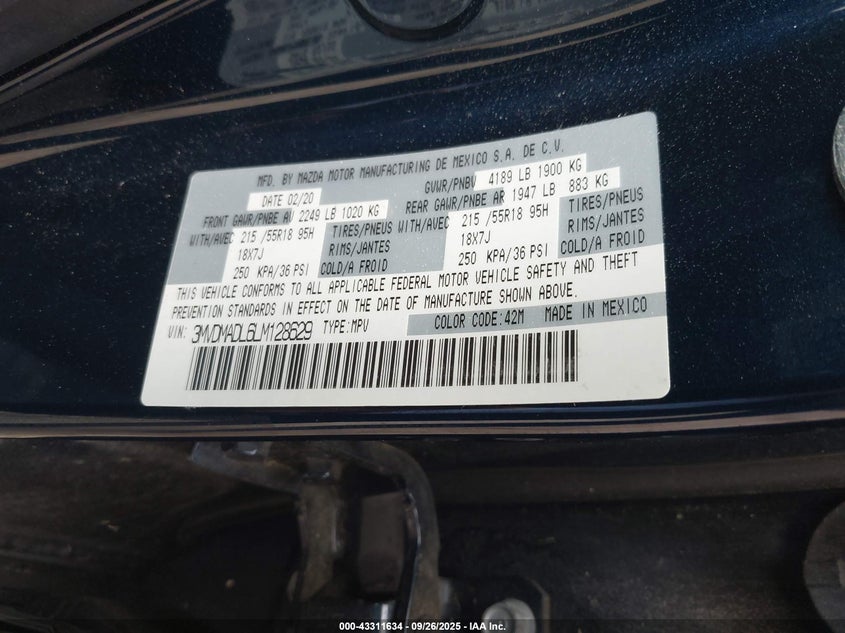 MFD. BY MAZDA MOTOR MANUFACTURING DE MEXICO S.A. DE C.V.
DATE 02/20 GVWR/PNBV 4189 LB 1900 KG
FRONT GAWR/PNBE AV 2249 LB 1020 KG REAR GAWR/PNBE AR 1947 LB 883 KG
WITH/AVEC 215 /55R18 95H TIRES/PNEUS WITH/AVEC 215 /55R18 95H TIRES/PNEUS
18X7J RIMS/JANTES 18X7J RIMS/JANTES
250 KPA/36 PSI COLD/A FROID 250 KPA/36 PSI COLD/A FROID
THIS VEHICLE CONFORMS TO ALL APPLICABLE FEDERAL MOTOR VEHICLE SAFETY AND THEFT
PREVENTION STANDARDS IN EFFECT ON THE DATE OF MANUFACTURE SHOWN ABOVE.
VIN: 3MVDMADL6LM128629 TYPE: MPV COLOR CODE: 42M MADE IN MEXICO
000-43311634 | 09/26/2025 | IAA Inc.